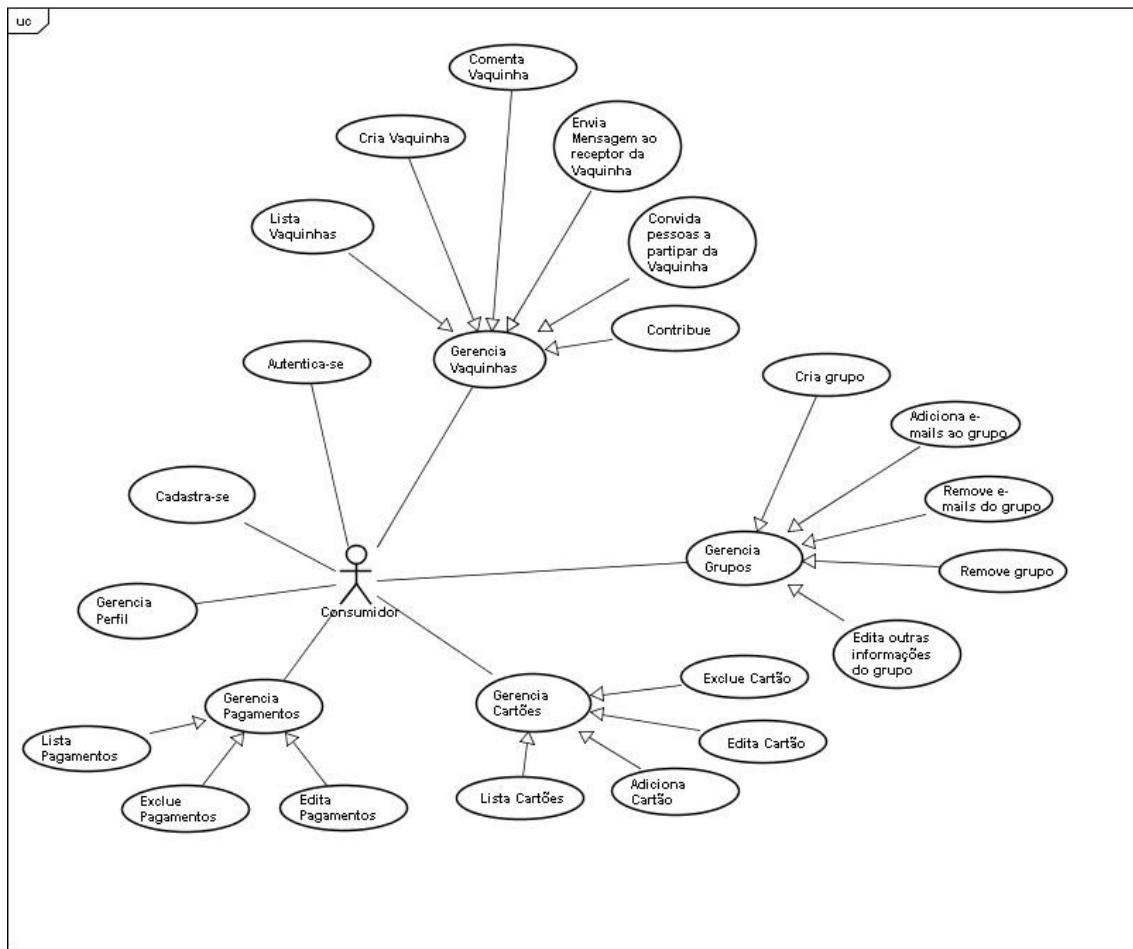 uc
Comenta
Vaquinha
Cria Vaquinha
Envia
Mensagem ao
receptor da
Vaquinha
Lista
Vaquinhas
Convida
pessoas a
partipar da
Vaquinha
Contribue
Gerencia
Vaquinhas
Autentica-se
Cria grupo
Adiciona e-
mails ao grupo
Cadastra-se
Remove e-
mails do grupo
Gerencia
Grupos
Remove grupo
Gerencia
Perfil
Consumidor
Edita outras
informações
do grupo
Gerencia
Pagamentos
Gerencia
Cartões
Exclue Cartão
Lista
Pagamentos
Edita Cartão
Exclue
Pagamentos
Edita
Pagamentos
Lista Cartões
Adiciona
Cartão